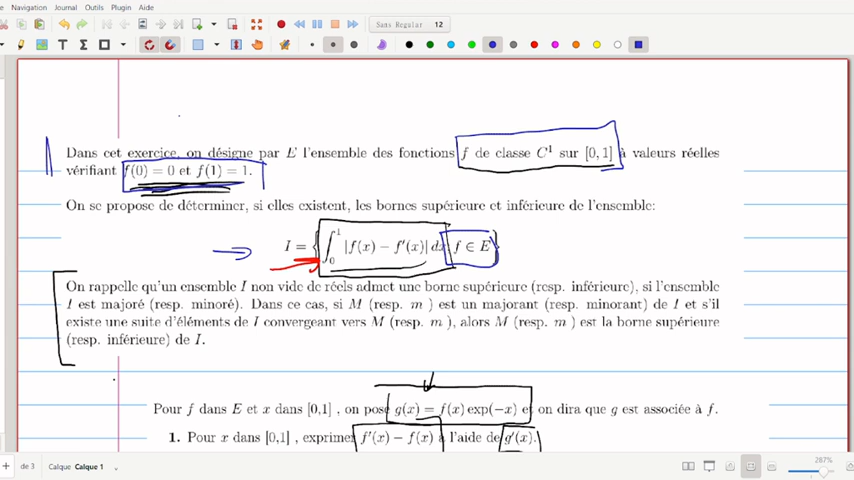 Navigation Journal Outils Plugin Aide
Sans Regular 12
Dans cet exercice, on désigne par E l'ensemble des fonctions f de classe C¹ sur [0, 1] à valeurs réelles
vérifiant f(0) = 0 et f(1) = 1.
On se propose de déterminer, si elles existent, les bornes supérieure et inférieure de l'ensemble:
I = { ∫₀¹ |f(x) − f′(x)| dx, f ∈ E }
On rappelle qu'un ensemble I non vide de réels admet une borne supérieure (resp. inférieure), si l'ensemble
I est majoré (resp. minoré). Dans ce cas, si M (resp. m ) est un majorant (resp. minorant) de I et s'il
existe une suite d'éléments de I convergeant vers M (resp. m ), alors M (resp. m ) est la borne supérieure
(resp. inférieure) de I.
Pour f dans E et x dans [0,1] , on pose g(x) = f(x) exp(−x) et on dira que g est associée à f.
1. Pour x dans [0,1] , exprimer f′(x) − f(x) à l'aide de g′(x).
de 3 Calque Calque 1 287%